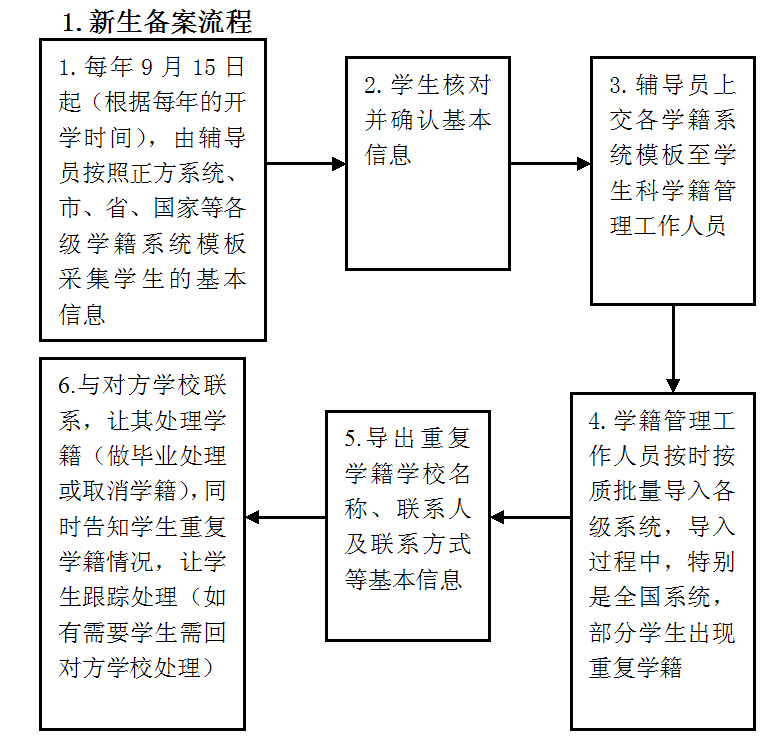 1.新生备案流程
1.每年9月15日
起（根据每年的开
学时间），由辅导
员按照正方系统、
市、省、国家等各
级学籍系统模板
采集学生的基本
信息
2.学生核对
并确认基本
信息
3.辅导员上
交各学籍系
统模板至学
生科学籍管
理工作人员
4.学籍管理工
作人员按时按
质批量导入各
级系统，导入
过程中，特别
是全国系统，
部分学生出现
重复学籍
5.导出重复
学籍学校名
称、联系人
及联系方式
等基本信息
6.与对方学校联
系，让其处理学
籍（做毕业处理
或取消学籍），同
时告知学生重复
学籍情况，让学
生跟踪处理（如
有需要学生需回
对方学校处理）